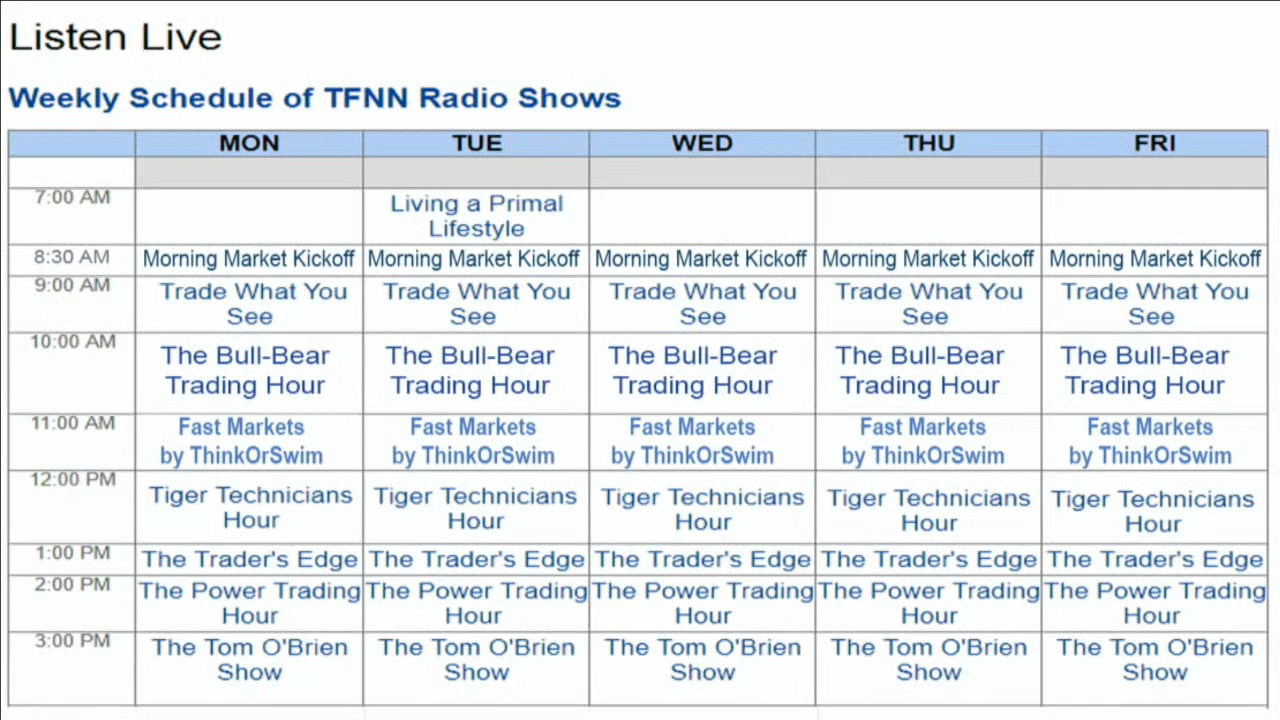 Listen Live
Weekly Schedule of TFNN Radio Shows
MON TUE WED THU FRI
7:00 AM
Living a Primal
Lifestyle
8:30 AM Morning Market Kickoff Morning Market Kickoff Morning Market Kickoff Morning Market Kickoff Morning Market Kickoff
9:00 AM
Trade What You Trade What You Trade What You Trade What You Trade What You
See See See See See
10:00 AM
The Bull-Bear The Bull-Bear The Bull-Bear The Bull-Bear The Bull-Bear
Trading Hour Trading Hour Trading Hour Trading Hour Trading Hour
11:00 AM Fast Markets Fast Markets Fast Markets Fast Markets Fast Markets
by ThinkOrSwim by ThinkOrSwim by ThinkOrSwim by ThinkOrSwim by ThinkOrSwim
12:00 PM
Tiger Technicians Tiger Technicians Tiger Technicians Tiger Technicians Tiger Technicians
Hour Hour Hour Hour Hour
1:00 PM The Trader's Edge The Trader's Edge The Trader's Edge The Trader's Edge The Trader's Edge
2:00 PM The Power Trading The Power Trading The Power Trading The Power Trading The Power Trading
Hour Hour Hour Hour Hour
3:00 PM The Tom O'Brien The Tom O'Brien The Tom O'Brien The Tom O'Brien The Tom O'Brien
Show Show Show Show Show